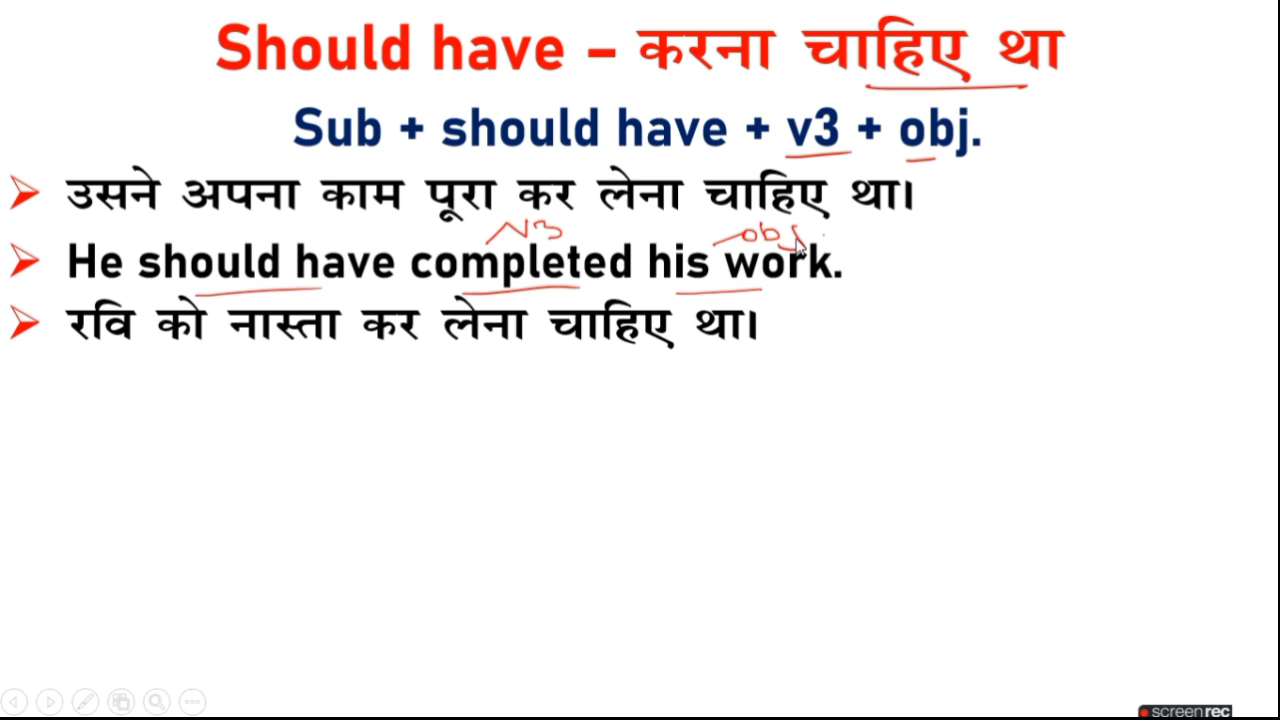 Should have – करना चाहिए था
Sub + should have + v3 + obj.
उसने अपना काम पूरा कर लेना चाहिए था।
V3 obj
He should have completed his work.
रवि को नास्ता कर लेना चाहिए था।
screenrec